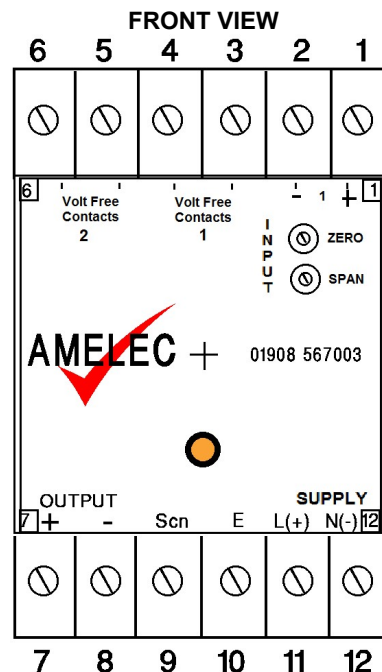 FRONT VIEW
6 5 4 3 2 1
6 1
- 1 +
Volt Free Contacts 2
Volt Free Contacts 1
INPUT
ZERO
SPAN
AMELEC
01908 567003
OUTPUT
SUPPLY
7 + - Scn E L(+) N(-) 12
7 8 9 10 11 12